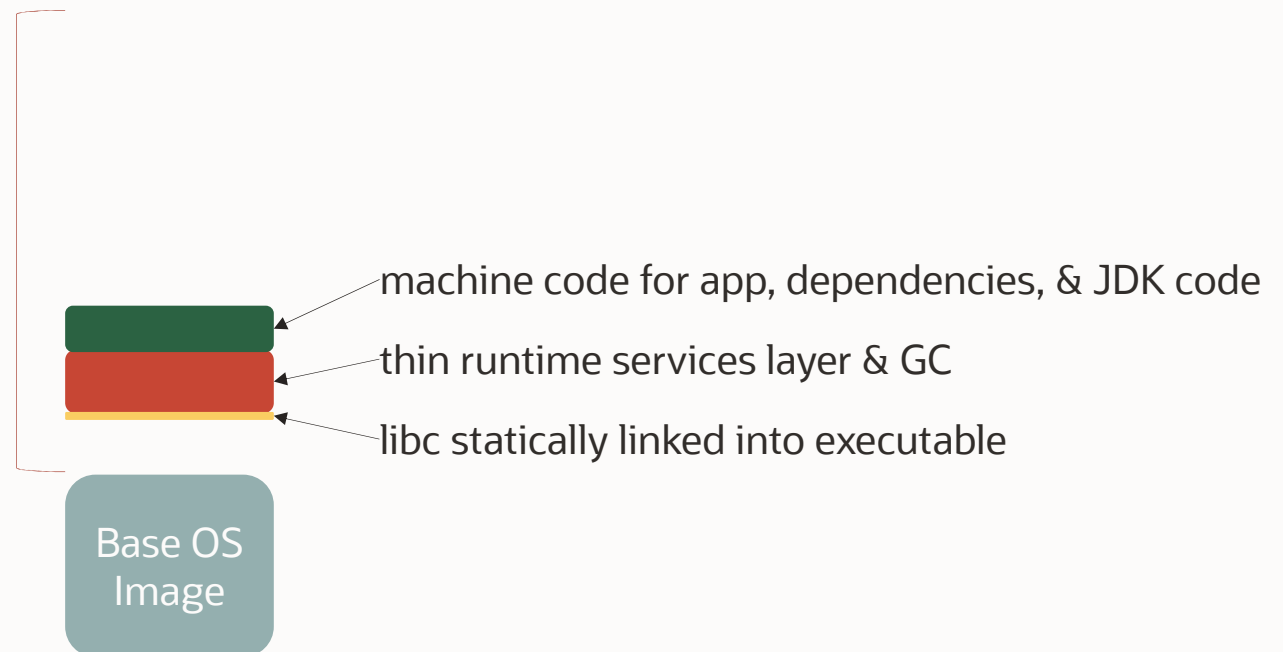 machine code for app, dependencies, & JDK code
thin runtime services layer & GC
libc statically linked into executable
Base OS
Image